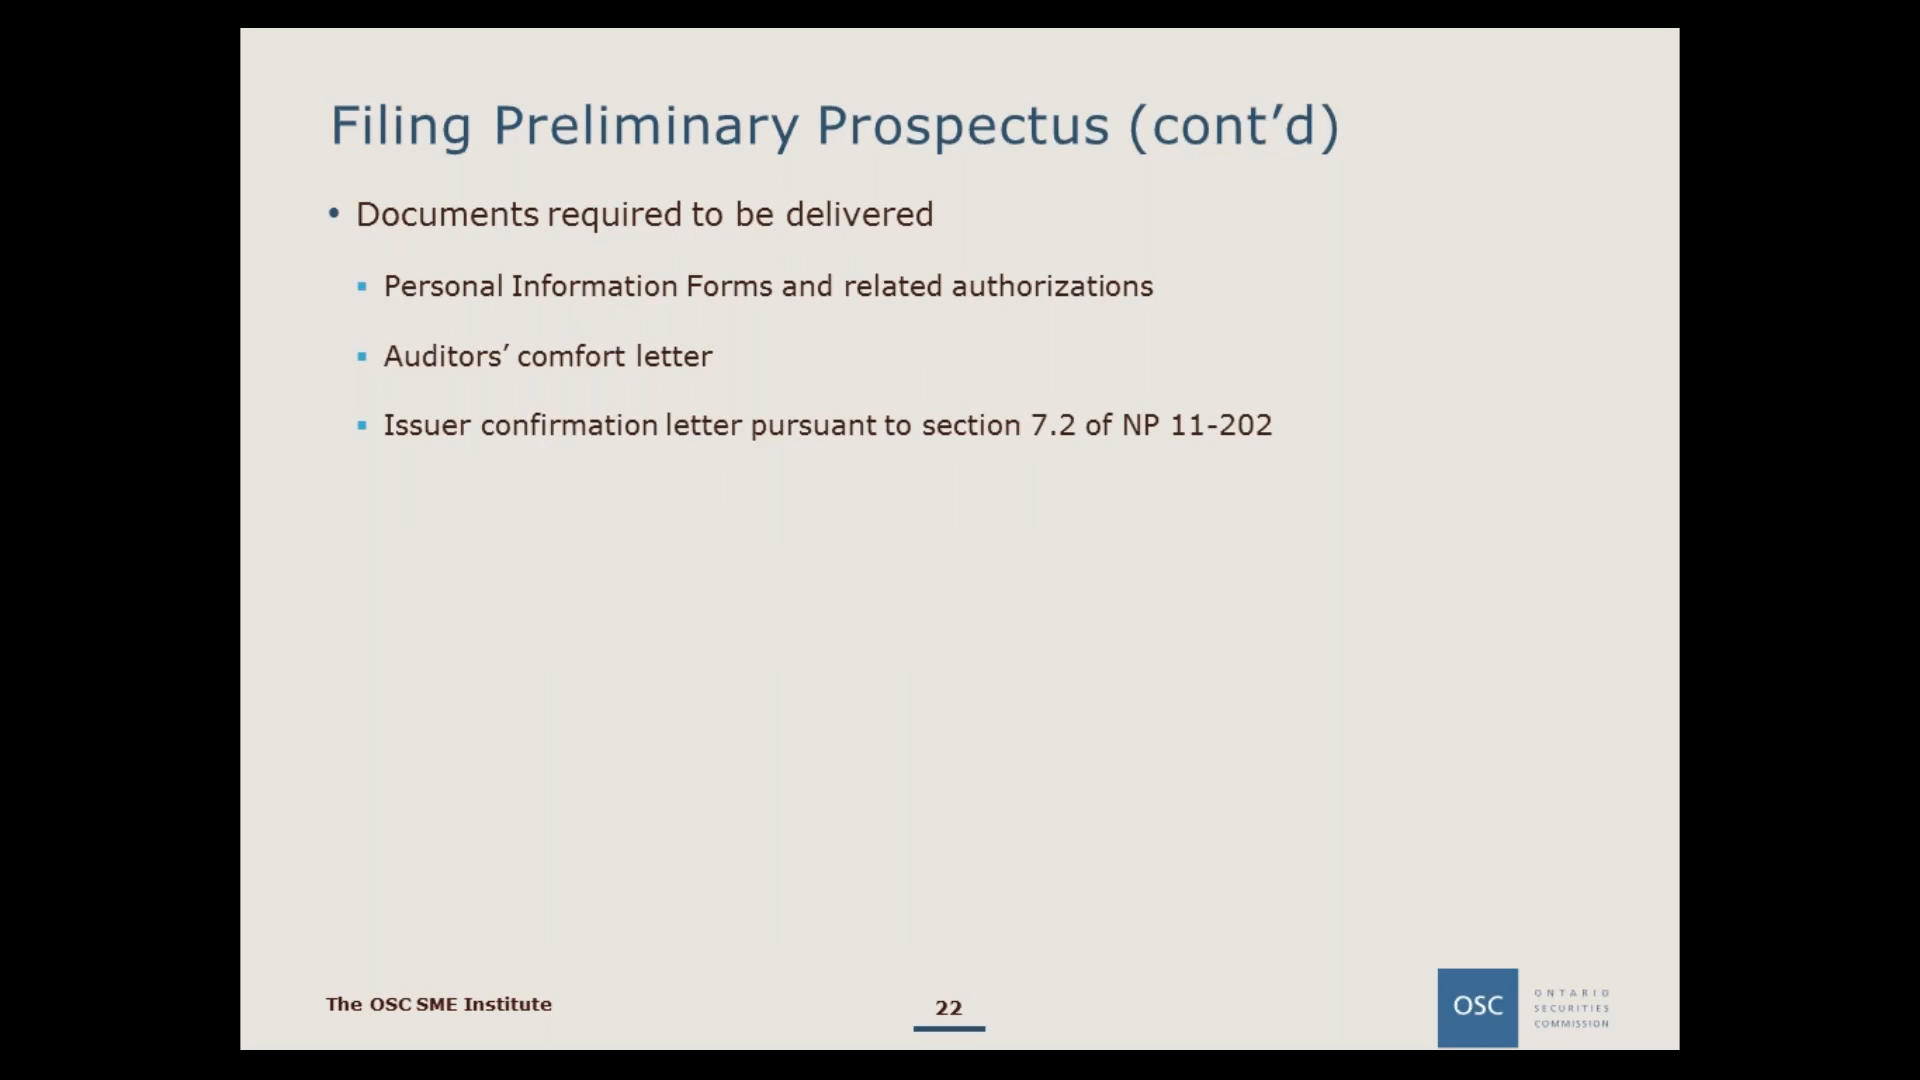 Filing Preliminary Prospectus (cont’d)
• Documents required to be delivered
▪ Personal Information Forms and related authorizations
▪ Auditors’ comfort letter
▪ Issuer confirmation letter pursuant to section 7.2 of NP 11-202
The OSC SME Institute
22
OSC
ONTARIO
SECURITIES
COMMISSION